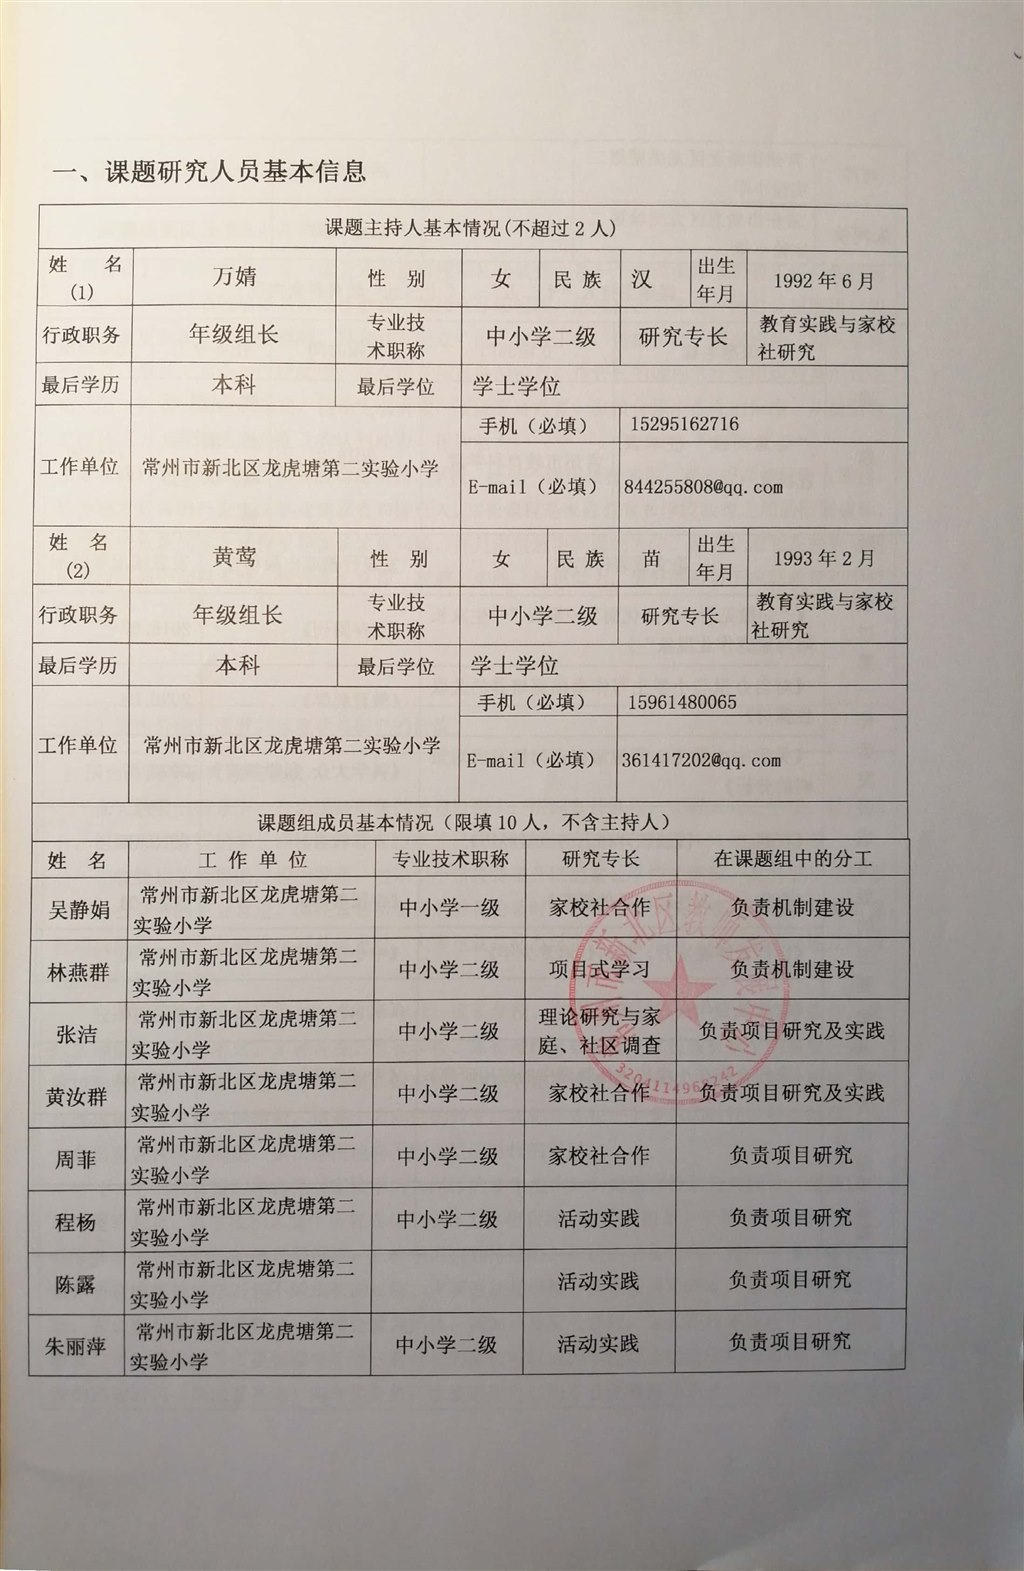 一、课题研究人员基本信息
课题主持人基本情况(不超过2人)
姓 名 (1) 万婧 性 别 女 民 族 汉 出生年月 1992年6月
行政职务 年级组长 专业技术职称 中小学二级 研究专长 教育实践与家校社研究
最后学历 本科 最后学位 学士学位
工作单位 常州市新北区龙虎塘第二实验小学 手机（必填） 15295162716
E-mail（必填） 844255808@qq.com
姓 名 (2) 黄莺 性 别 女 民 族 苗 出生年月 1993年2月
行政职务 年级组长 专业技术职称 中小学二级 研究专长 教育实践与家校社研究
最后学历 本科 最后学位 学士学位
工作单位 常州市新北区龙虎塘第二实验小学 手机（必填） 15961480065
E-mail（必填） 361417202@qq.com
课题组成员基本情况（限填10人，不含主持人）
姓 名 工 作 单 位 专业技术职称 研究专长 在课题组中的分工
吴静娟 常州市新北区龙虎塘第二实验小学 中小学一级 家校社合作 负责机制建设
林燕群 常州市新北区龙虎塘第二实验小学 中小学二级 项目式学习 负责机制建设
张洁 常州市新北区龙虎塘第二实验小学 中小学二级 理论研究与家庭、社区调查 负责项目研究及实践
黄汝群 常州市新北区龙虎塘第二实验小学 中小学二级 家校社合作 负责项目研究及实践
周菲 常州市新北区龙虎塘第二实验小学 中小学二级 家校社合作 负责项目研究
程杨 常州市新北区龙虎塘第二实验小学 中小学二级 活动实践 负责项目研究
陈露 常州市新北区龙虎塘第二实验小学 活动实践 负责项目研究
朱丽萍 常州市新北区龙虎塘第二实验小学 中小学二级 活动实践 负责项目研究
常州市新北区教师发展中心